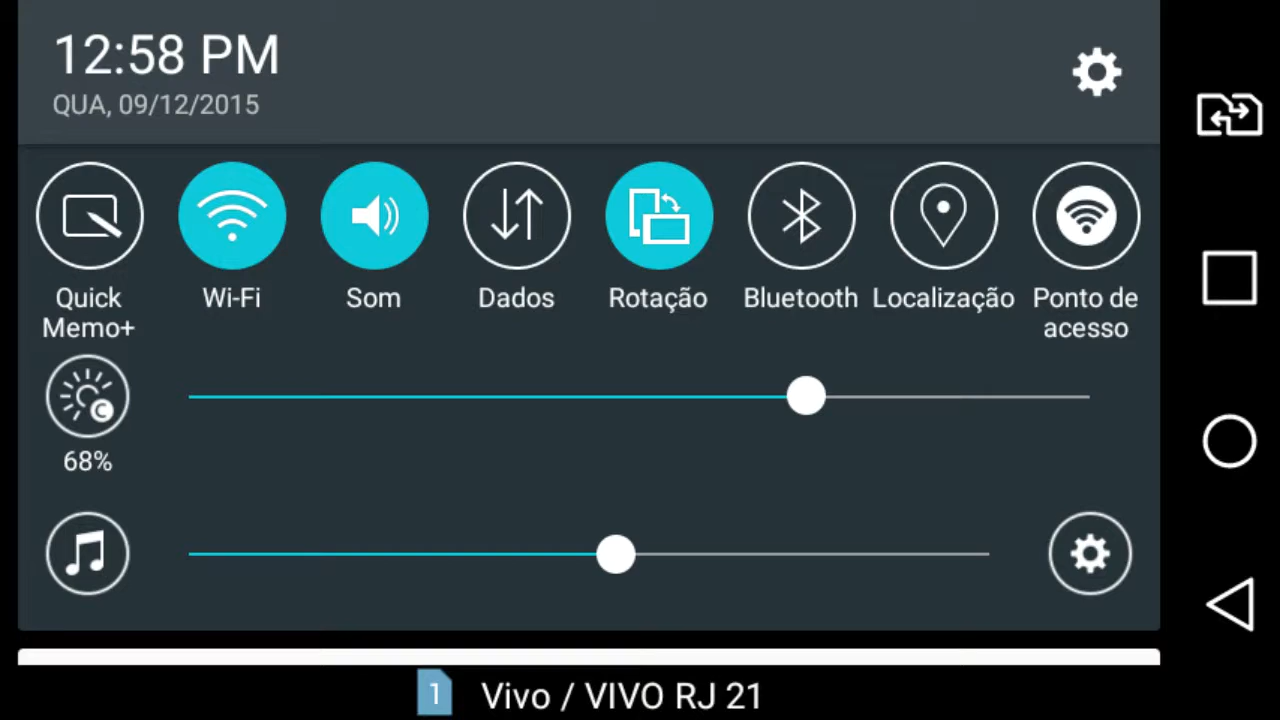 12:58 PM
QUA, 09/12/2015
Quick Memo+
Wi-Fi
Som
Dados
Rotação
Bluetooth
Localização
Ponto de acesso
C
68%
1 Vivo / VIVO RJ 21